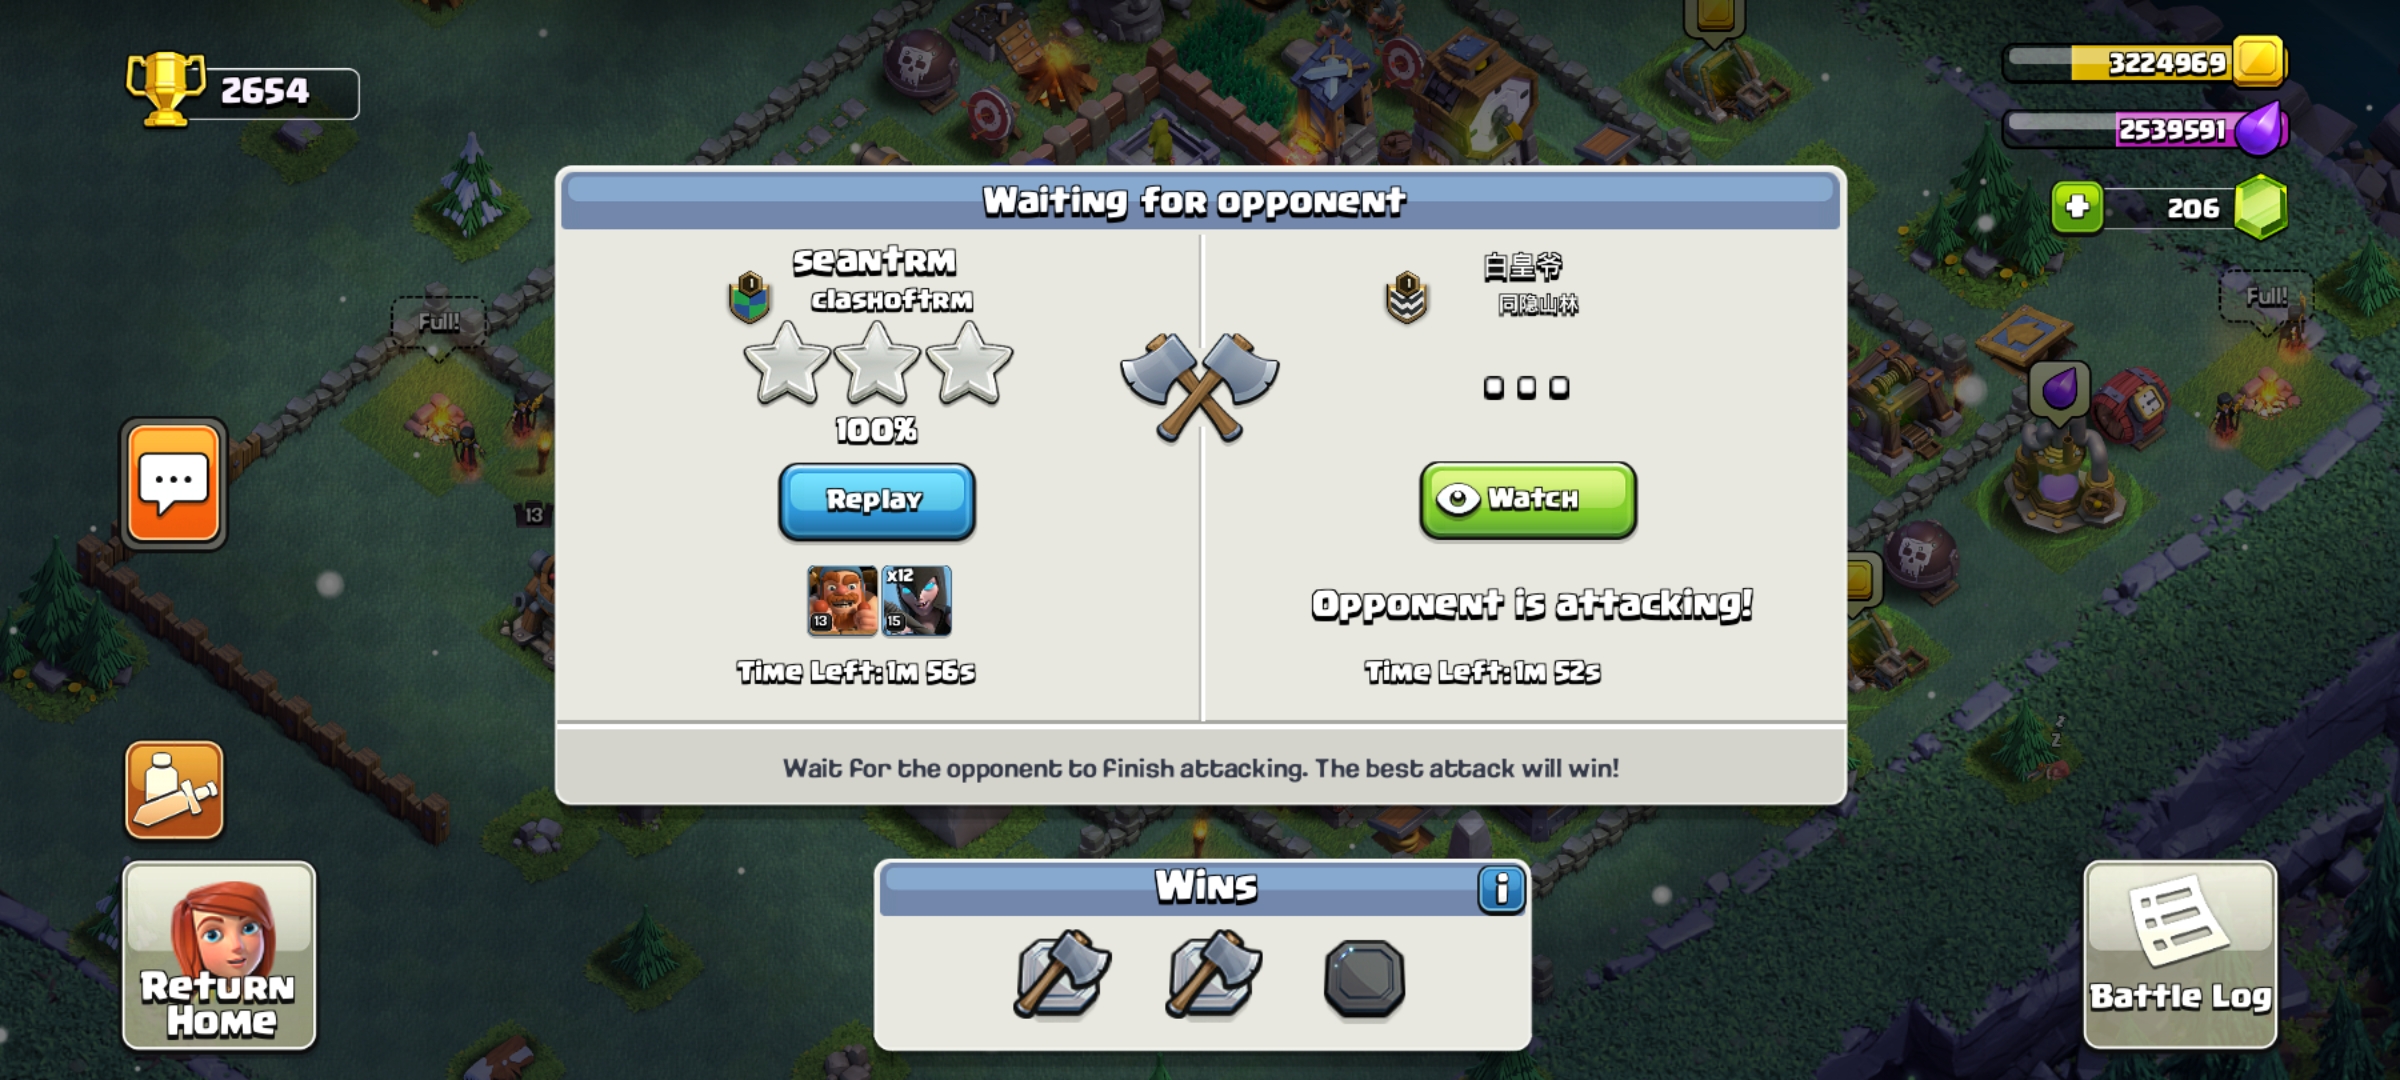 2654
3224969
2539591
206
Full!
Full!
13
Waiting for opponent
seantrm
clashoftrm
1
100%
Replay
x12
13
15
Time Left:1m 56s
白皇爷
同隐山林
1
...
Watch
Opponent is attacking!
Time Left:1m 52s
Wait for the opponent to finish attacking. The best attack will win!
Wins
i
z
z
Return
Home
Battle Log